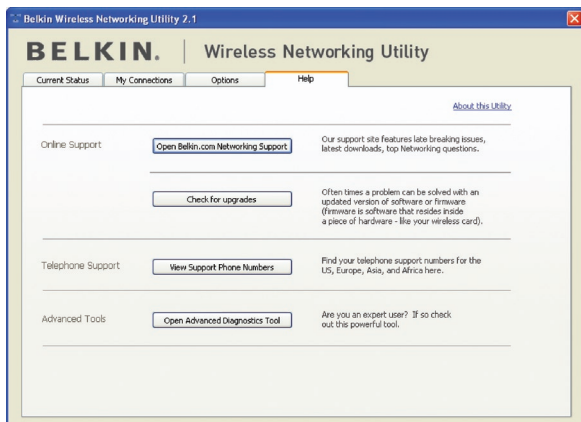 Belkin Wireless Networking Utility 2.1
BELKIN. Wireless Networking Utility
Current Status My Connections Options Help
About this Utility
Online Support
Open Belkin.com Networking Support
Our support site features late breaking issues,
latest downloads, top Networking questions.
Check for upgrades
Often times a problem can be solved with an
updated version of software or firmware
(firmware is software that resides inside
a piece of hardware - like your wireless card).
Telephone Support
View Support Phone Numbers
Find your telephone support numbers for the
US, Europe, Asia, and Africa here.
Advanced Tools
Open Advanced Diagnostics Tool
Are you an expert user? If so check
out this powerful tool.